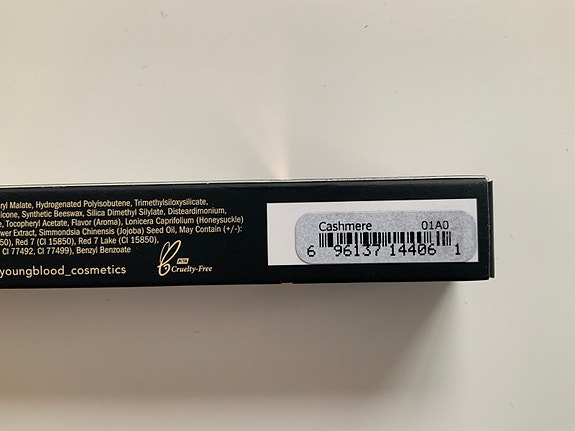 ryl Malate, Hydrogenated Polyisobutene, Trimethylsiloxysilicate,
icone, Synthetic Beeswax, Silica Dimethyl Silylate, Disteardimonium,
e, Tocopheryl Acetate, Flavor (Aroma), Lonicera Caprifolium (Honeysuckle)
wer Extract, Simmondsia Chinensis (Jojoba) Seed Oil, May Contain (+/-):
50), Red 7 (CI 15850), Red 7 Lake (CI 15850),
CI 77492, CI 77499), Benzyl Benzoate
youngblood_cosmetics
PETA
Cruelty-Free
Cashmere 01A0
6 96137 14406 1